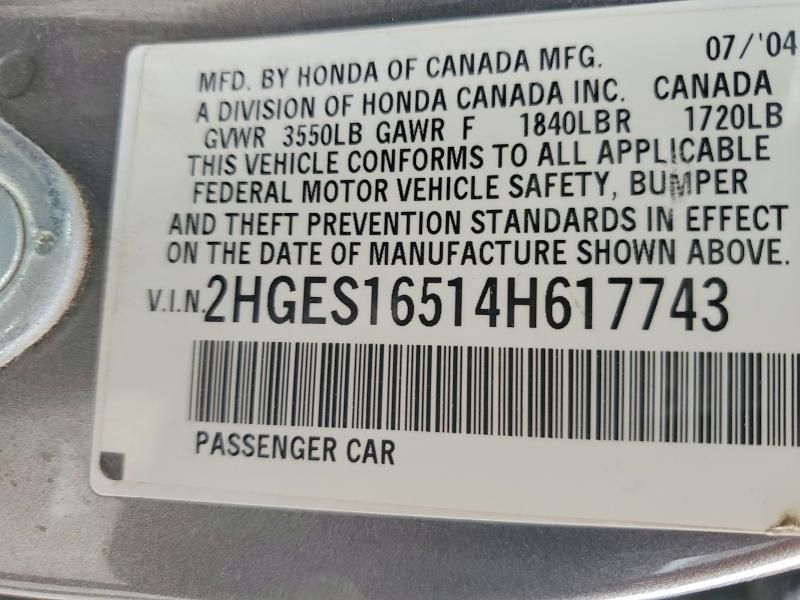 MFD. BY HONDA OF CANADA MFG. 07/'04
A DIVISION OF HONDA CANADA INC. CANADA
GVWR 3550LB GAWR F 1840LB R 1720LB
THIS VEHICLE CONFORMS TO ALL APPLICABLE
FEDERAL MOTOR VEHICLE SAFETY, BUMPER
AND THEFT PREVENTION STANDARDS IN EFFECT
ON THE DATE OF MANUFACTURE SHOWN ABOVE.
V.I.N. 2HGES16514H617743
PASSENGER CAR